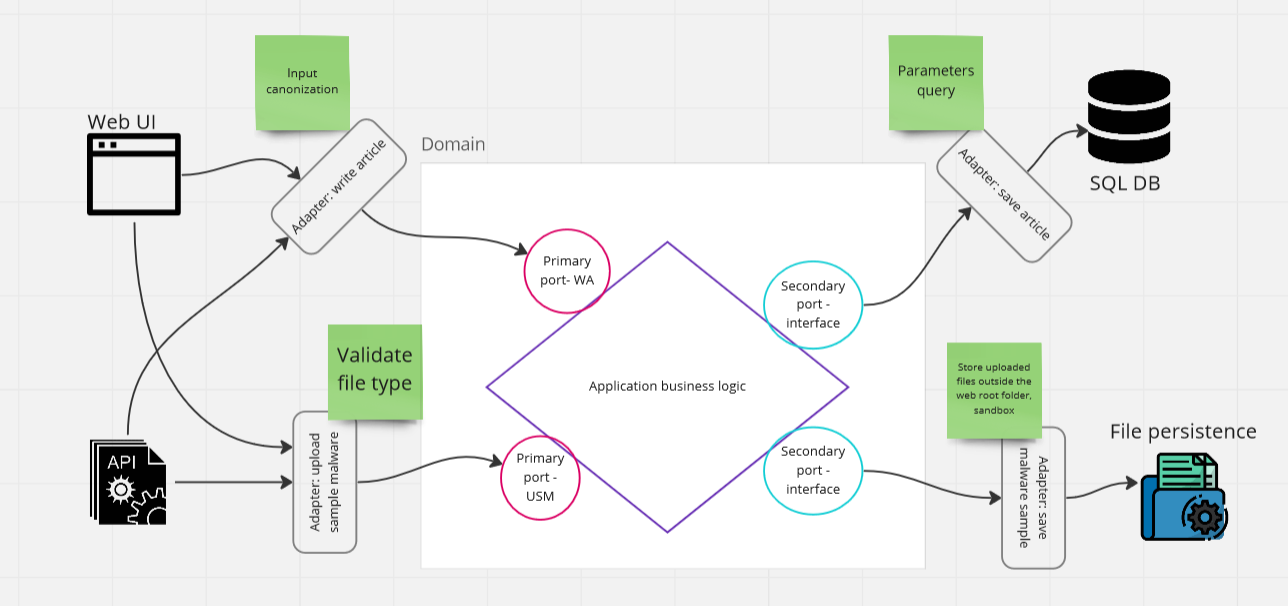 Input
canonization
Parameters
query
Web UI
Adapter: write article
Domain
Adapter: save article
SQL DB
Primary
port- WA
Secondary
port -
interface
Validate
file type
Application business logic
Store uploaded
files outside the
web root folder,
sandbox
API
Adapter: upload
sample malware
Primary
port -
USM
Secondary
port -
interface
Adapter: save
malware sample
File persistence